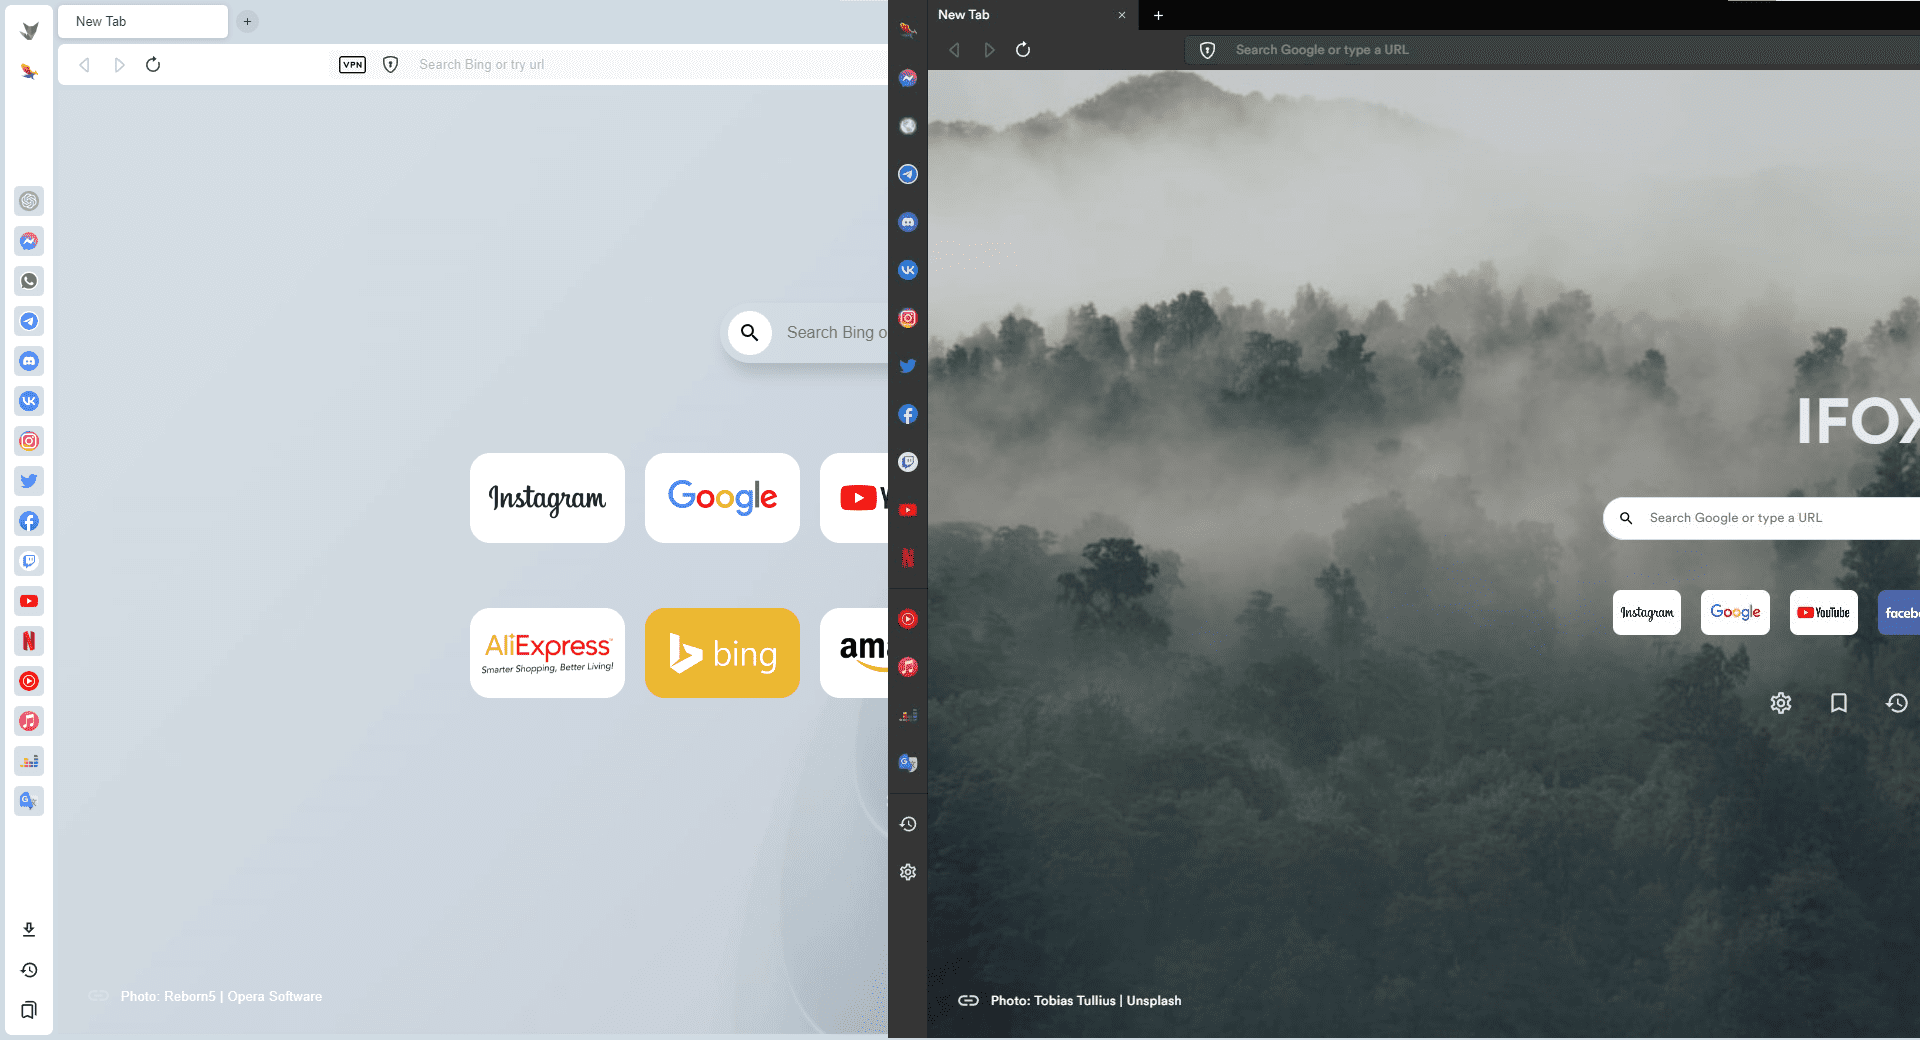 New Tab
VPN
Search Bing or try url
Search Bing o
Instagram
Google
AliExpress
Smarter Shopping, Better Living!
bing
ama
Photo: Reborn5 | Opera Software
New Tab
Search Google or type a URL
IFOX
Search Google or type a URL
Instagram
Google
YouTube
faceb
Photo: Tobias Tullius | Unsplash